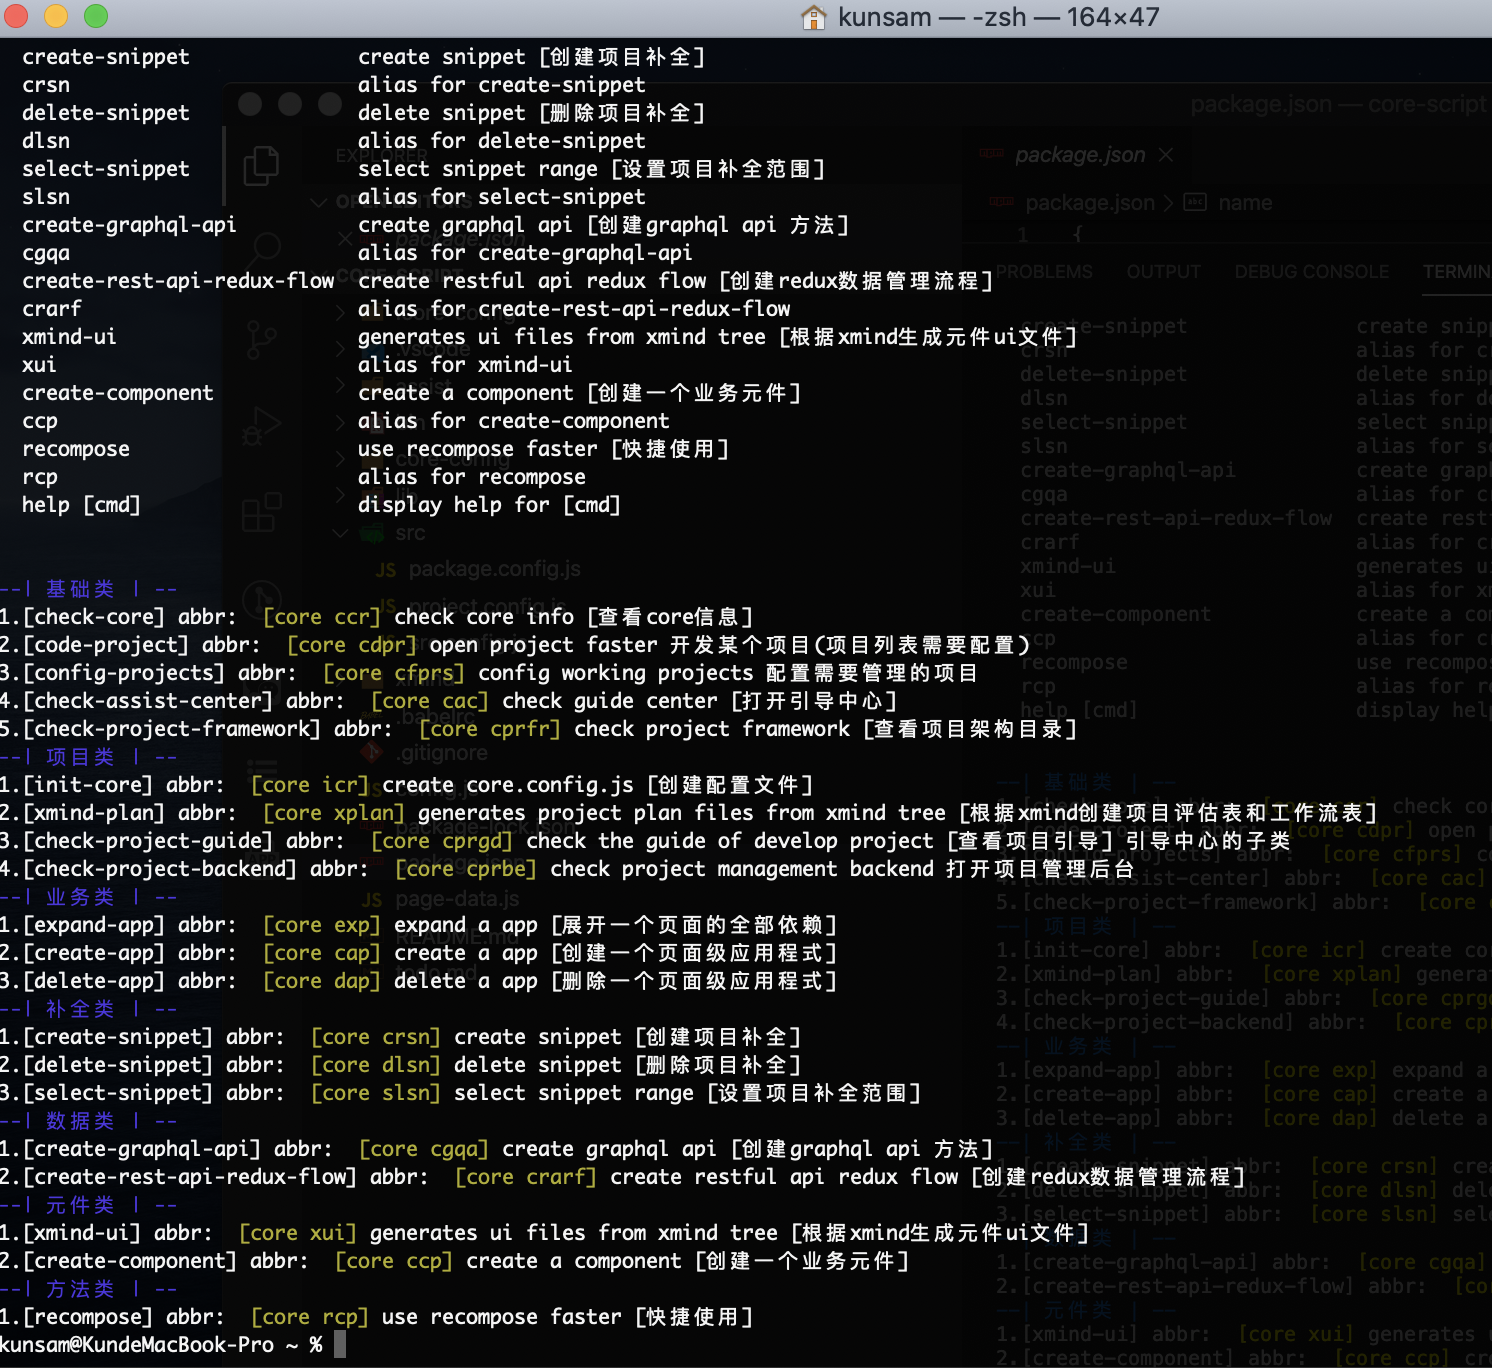 kunsam — -zsh — 164×47
create-snippet create snippet [创建项目补全]
crsn alias for create-snippet
delete-snippet delete snippet [删除项目补全]
dlsn alias for delete-snippet
select-snippet select snippet range [设置项目补全范围]
slsn alias for select-snippet
create-graphql-api create graphql api [创建graphql api 方法]
cgqa alias for create-graphql-api
create-rest-api-redux-flow create restful api redux flow [创建redux数据管理流程]
crarf alias for create-rest-api-redux-flow
xmind-ui generates ui files from xmind tree [根据xmind生成元件ui文件]
xui alias for xmind-ui
create-component create a component [创建一个业务元件]
ccp alias for create-component
recompose use recompose faster [快捷使用]
rcp alias for recompose
help [cmd] display help for [cmd]
--| 基础类 | --
1.[check-core] abbr: [core ccr] check core info [查看core信息]
2.[code-project] abbr: [core cdpr] open project faster 开发某个项目(项目列表需要配置)
3.[config-projects] abbr: [core cfprs] config working projects 配置需要管理的项目
4.[check-assist-center] abbr: [core cac] check guide center [打开引导中心]
5.[check-project-framework] abbr: [core cprfr] check project framework [查看项目架构目录]
--| 项目类 | --
1.[init-core] abbr: [core icr] create core.config.js [创建配置文件]
2.[xmind-plan] abbr: [core xplan] generates project plan files from xmind tree [根据xmind创建项目评估表和工作流表]
3.[check-project-guide] abbr: [core cprgd] check the guide of develop project [查看项目引导] 引导中心的子类
4.[check-project-backend] abbr: [core cprbe] check project management backend 打开项目管理后台
--| 业务类 | --
1.[expand-app] abbr: [core exp] expand a app [展开一个页面的全部依赖]
2.[create-app] abbr: [core cap] create a app [创建一个页面级应用程式]
3.[delete-app] abbr: [core dap] delete a app [删除一个页面级应用程式]
--| 补全类 | --
1.[create-snippet] abbr: [core crsn] create snippet [创建项目补全]
2.[delete-snippet] abbr: [core dlsn] delete snippet [删除项目补全]
3.[select-snippet] abbr: [core slsn] select snippet range [设置项目补全范围]
--| 数据类 | --
1.[create-graphql-api] abbr: [core cgqa] create graphql api [创建graphql api 方法]
2.[create-rest-api-redux-flow] abbr: [core crarf] create restful api redux flow [创建redux数据管理流程]
--| 元件类 | --
1.[xmind-ui] abbr: [core xui] generates ui files from xmind tree [根据xmind生成元件ui文件]
2.[create-component] abbr: [core ccp] create a component [创建一个业务元件]
--| 方法类 | --
1.[recompose] abbr: [core rcp] use recompose faster [快捷使用]
kunsam@KundeMacBook-Pro ~ %